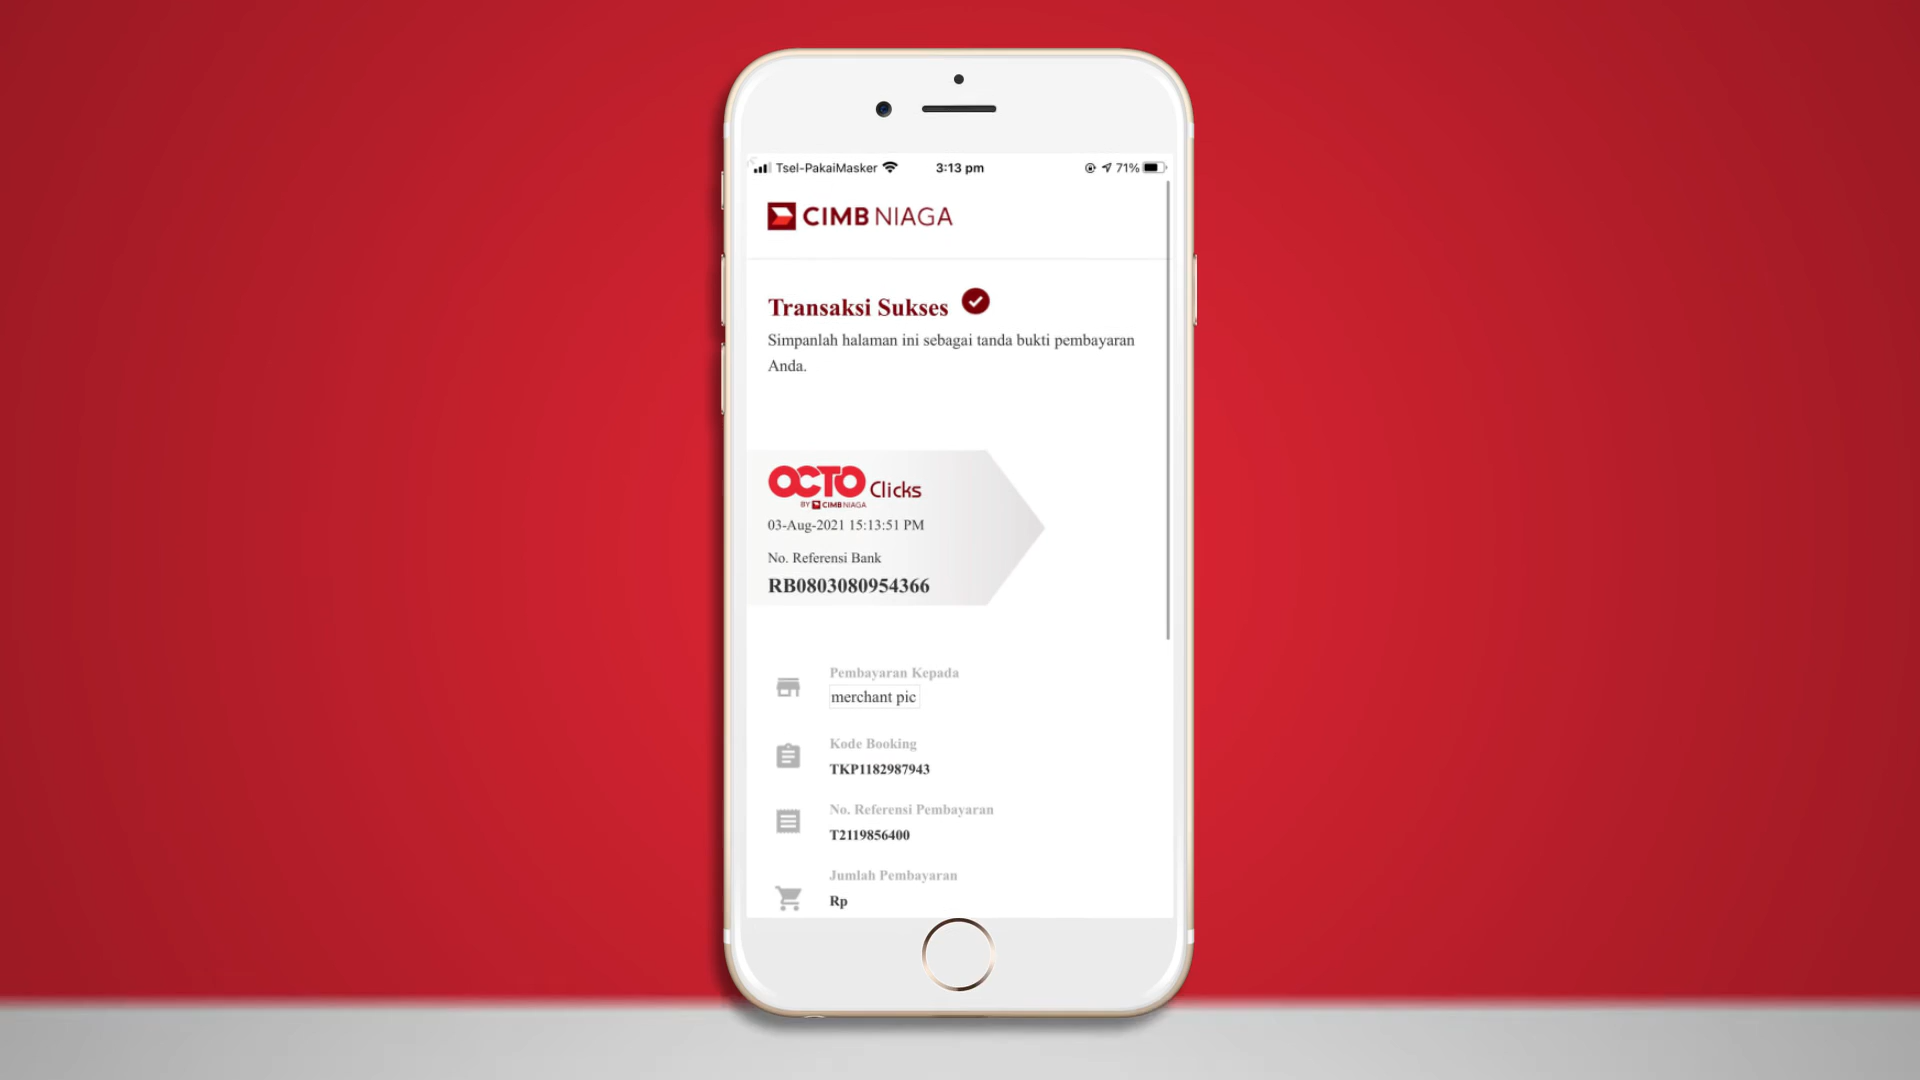 Tsel-PakaiMasker 3:13 pm 71%
CIMB NIAGA
Transaksi Sukses
Simpanlah halaman ini sebagai tanda bukti pembayaran
Anda.
OCTO Clicks
BY CIMB NIAGA
03-Aug-2021 15:13:51 PM
No. Referensi Bank
RB0803080954366
Pembayaran Kepada
merchant pic
Kode Booking
TKP1182987943
No. Referensi Pembayaran
T2119856400
Jumlah Pembayaran
Rp